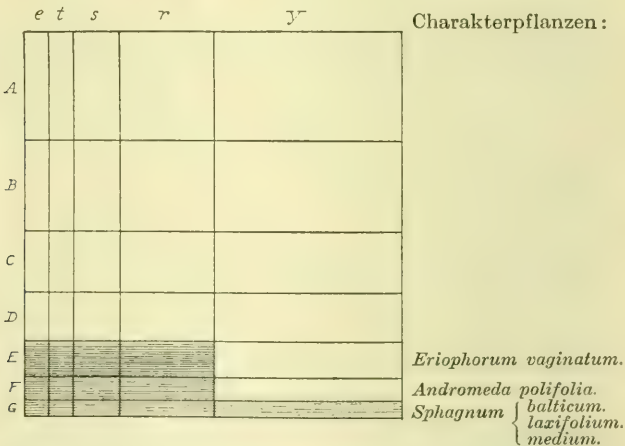 e t s r y
Charakterpflanzen:
A
B
C
D
E Eriophorum vaginatum.
F Andromeda polifolia.
G Sphagnum { balticum.
laxifolium.
medium.